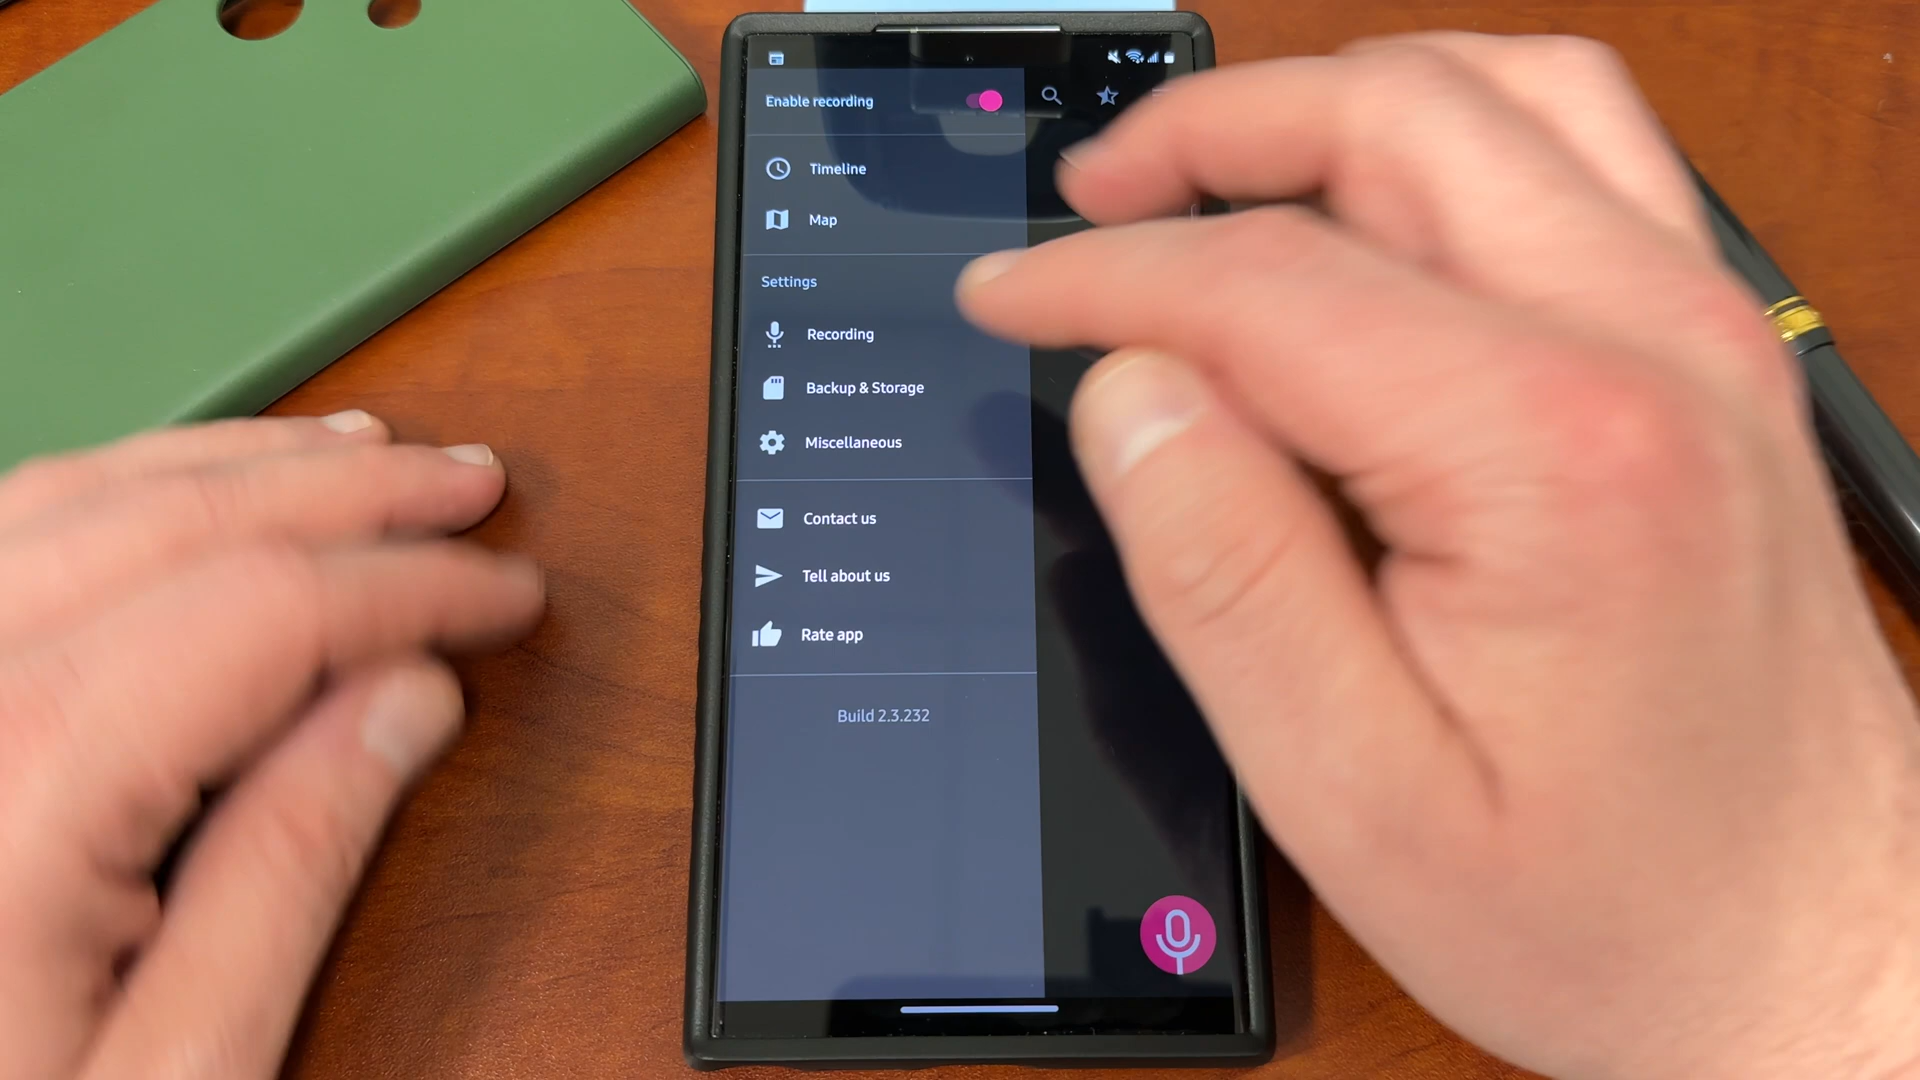 Enable recording
Timeline
Map
Settings
Recording
Backup & Storage
Miscellaneous
Contact us
Tell about us
Rate app
Build 2.3.232